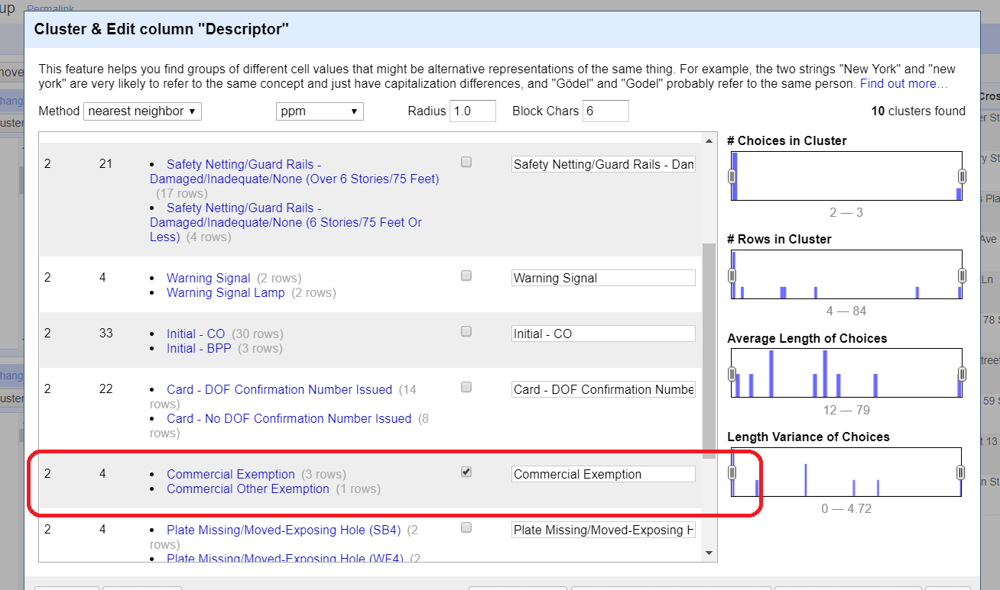 up Permalink
Cluster & Edit column "Descriptor"
This feature helps you find groups of different cell values that might be alternative representations of the same thing. For example, the two strings "New York" and "new
york" are very likely to refer to the same concept and just have capitalization differences, and "Gödel" and "Godel" probably refer to the same person. Find out more…
Method nearest neighbor ppm Radius 1.0 Block Chars 6 10 clusters found
# Choices in Cluster
2 21 Safety Netting/Guard Rails - Safety Netting/Guard Rails - Dam
Damaged/Inadequate/None (Over 6 Stories/75 Feet)
(17 rows)
Safety Netting/Guard Rails -
2 — 3
Damaged/Inadequate/None (6 Stories/75 Feet Or
Less) (4 rows)
# Rows in Cluster
2 4 Warning Signal (2 rows) Warning Signal
Warning Signal Lamp (2 rows)
4 — 84
2 33 Initial - CO (30 rows) Initial - CO
Average Length of Choices
Initial - BPP (3 rows)
2 22 Card - DOF Confirmation Number Issued (14 Card - DOF Confirmation Numbe
rows)
12 — 79
Card - No DOF Confirmation Number Issued (8
rows)
Length Variance of Choices
2 4 Commercial Exemption (3 rows) Commercial Exemption
Commercial Other Exemption (1 rows)
0 — 4.72
2 4 Plate Missing/Moved-Exposing Hole (SB4) (2 Plate Missing/Moved-Exposing H
rows)
Plate Missing/Moved-Exposing Hole (WF4) (2